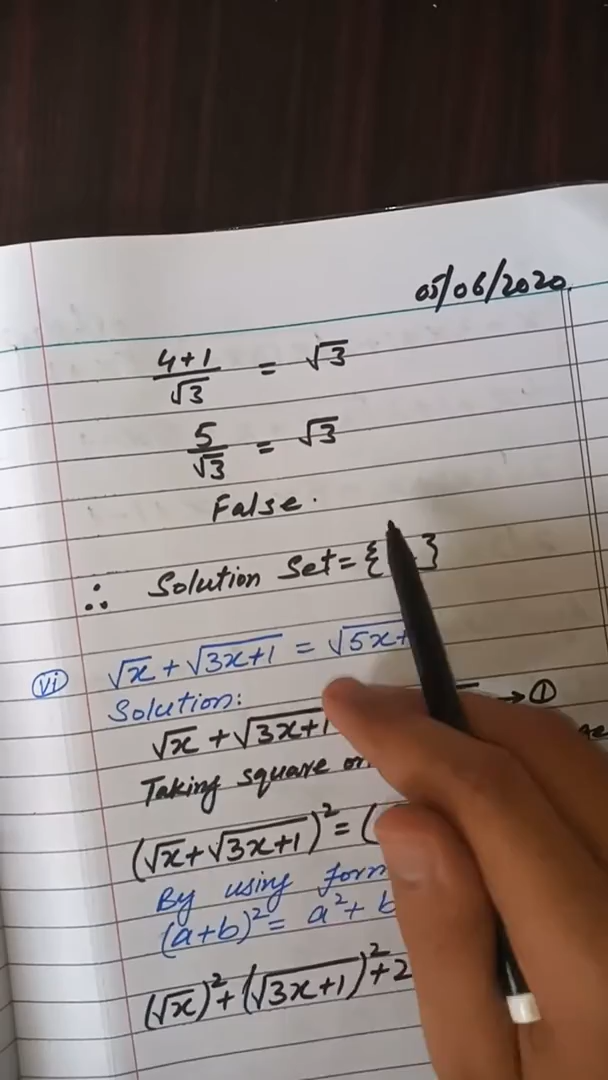 05/06/2020
4+1/√3 = √3
5/√3 = √3
False.
∴ Solution Set = { }
(vi) √x + √3x+1 = √5x+
Solution:
√x + √3x+1 → ①
Taking square on
(√x + √3x+1)² = (
By using form
(a+b)² = a² + b
(√x)² + (√3x+1)² + 2